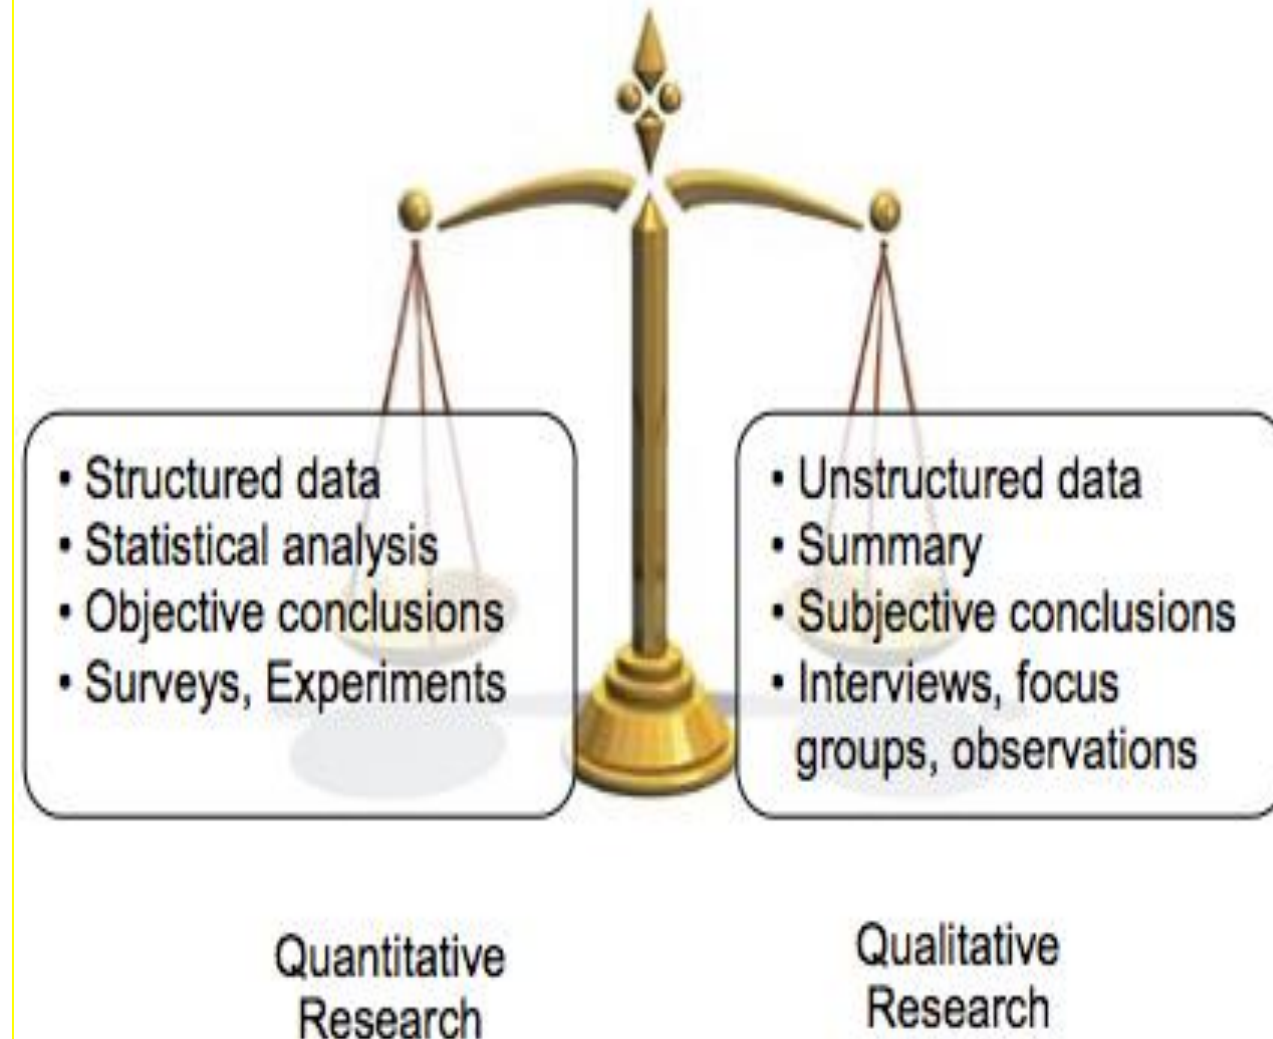 • Structured data
• Statistical analysis
• Objective conclusions
• Surveys, Experiments
• Unstructured data
• Summary
• Subjective conclusions
• Interviews, focus
groups, observations
Quantitative
Research
Qualitative
Research